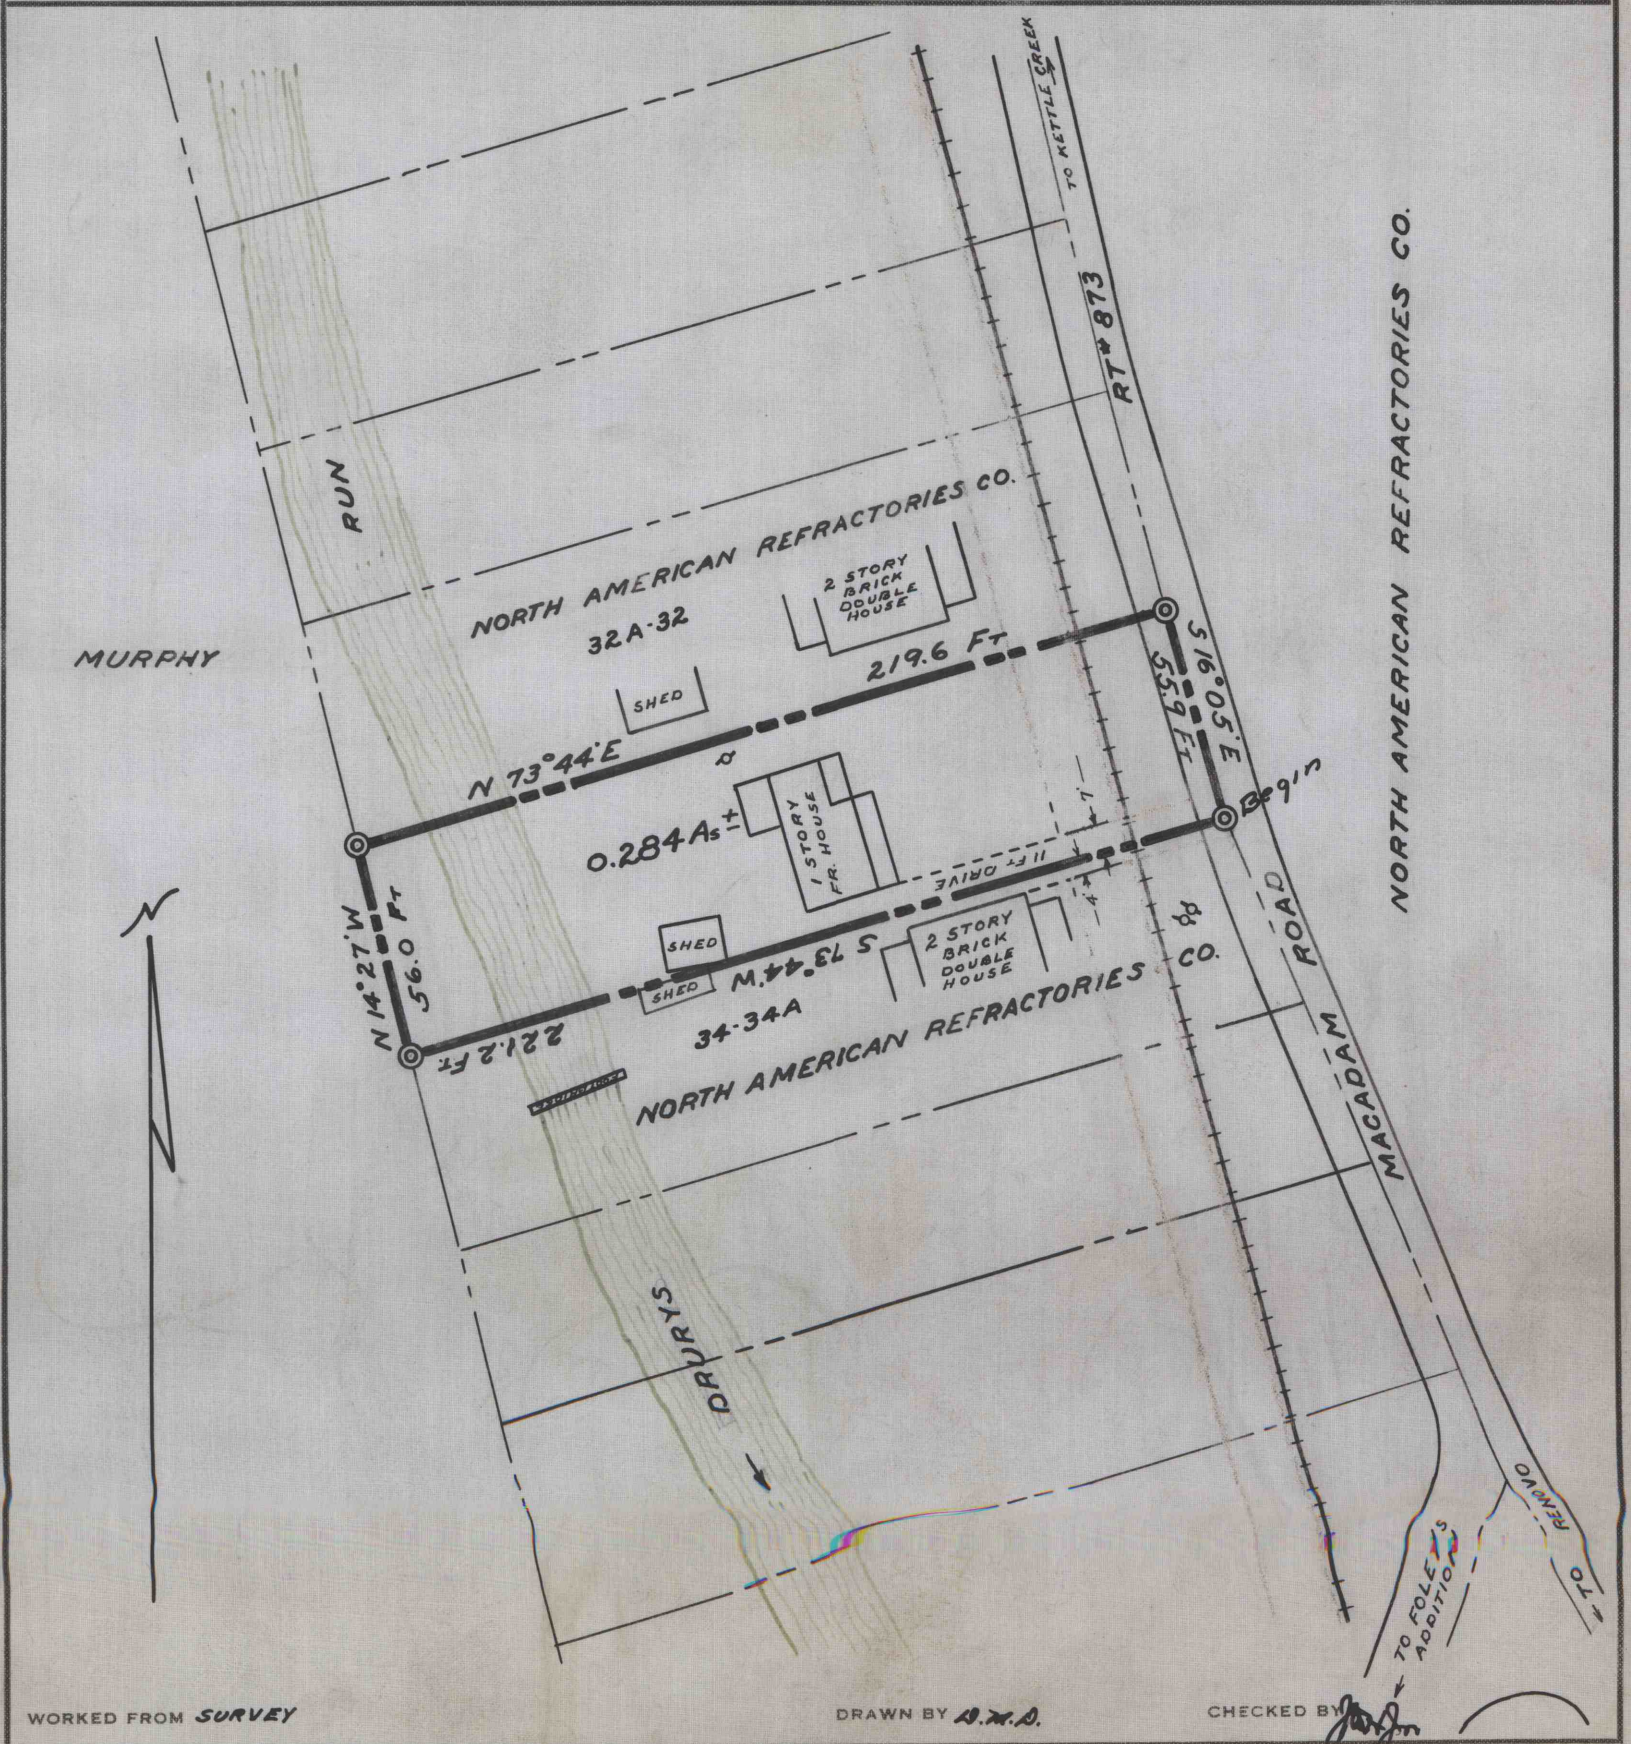 TO KETTLE CREEK
RT# 873
NORTH AMERICAN REFRACTORIES CO.
RUN
NORTH AMERICAN REFRACTORIES CO.
32A-32
2 STORY
BRICK
DOUBLE
HOUSE
MURPHY
SHED
219.6 FT
N 73°44'E
S 16°05'E
55.9 FT
Begin
0.284 As ±
1 STORY
FR. HOUSE
7'
11 FT DRIVE
4'
N
N 14°27'W
56.0 FT
SHED
SHED
S 73°44'W
221.2 FT.
2 STORY
BRICK
DOUBLE
HOUSE
34-34A
NORTH AMERICAN REFRACTORIES CO.
FOOT BRIDGE
MACADAM ROAD
DRURYS
TO RENOVO
TO FOLEY'S
ADDITION
WORKED FROM SURVEY
DRAWN BY
CHECKED BY